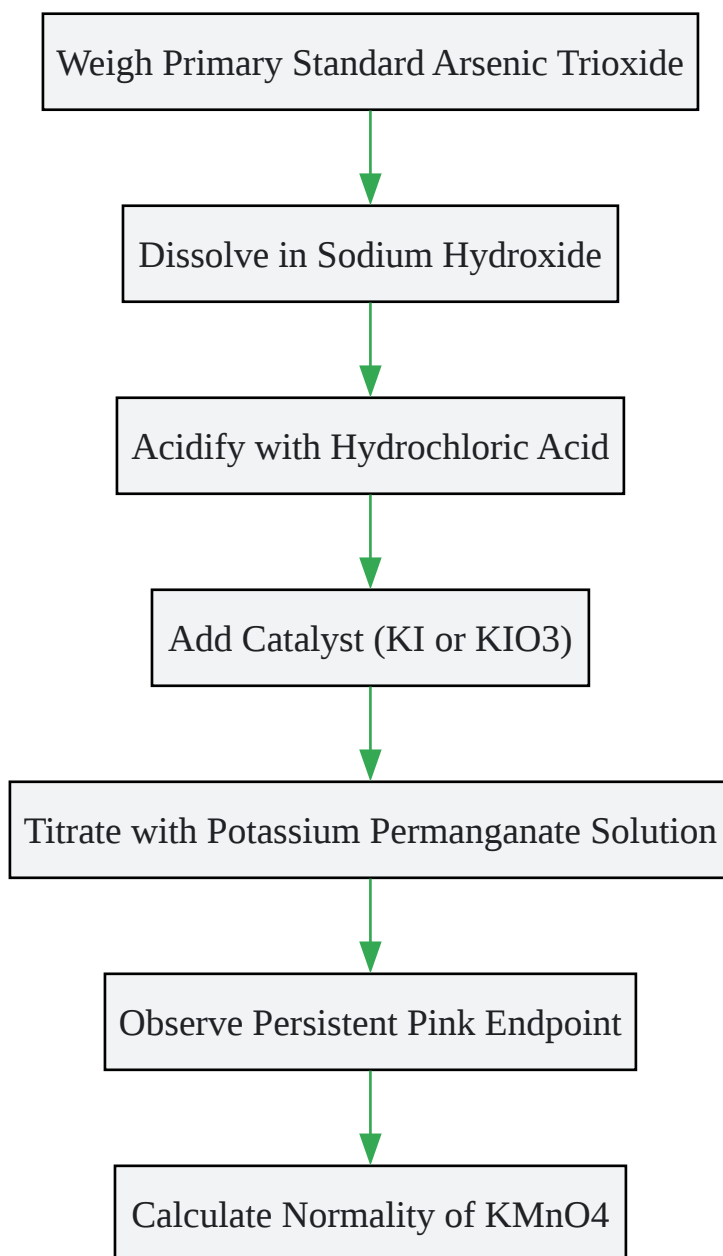 Weigh Primary Standard Arsenic Trioxide
Dissolve in Sodium Hydroxide
Acidify with Hydrochloric Acid
Add Catalyst (KI or KIO3)
Titrate with Potassium Permanganate Solution
Observe Persistent Pink Endpoint
Calculate Normality of KMnO4